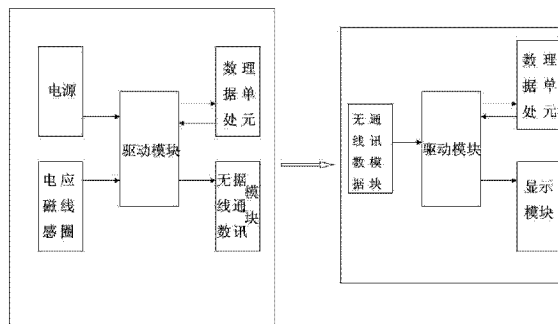 电源
数据处
理单元
驱动模块
电磁感
应线圈
无线数
据通讯
模块
数据处
理单元
无线数据
通讯模块
驱动模块
显示
模块